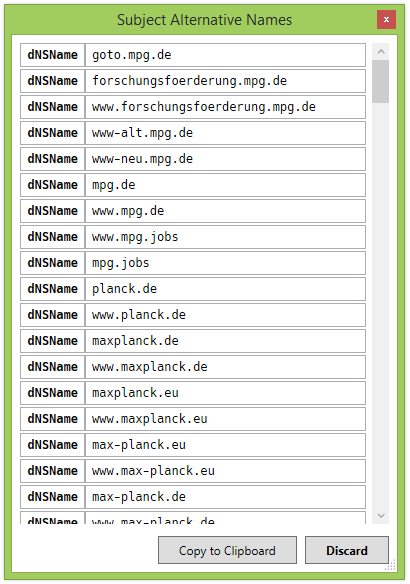 Subject Alternative Names
x
dNSName goto.mpg.de
dNSName forschungsfoerderung.mpg.de
dNSName www.forschungsfoerderung.mpg.de
dNSName www-alt.mpg.de
dNSName www-neu.mpg.de
dNSName mpg.de
dNSName www.mpg.de
dNSName www.mpg.jobs
dNSName mpg.jobs
dNSName planck.de
dNSName www.planck.de
dNSName maxplanck.de
dNSName www.maxplanck.de
dNSName maxplanck.eu
dNSName www.maxplanck.eu
dNSName max-planck.eu
dNSName www.max-planck.eu
dNSName max-planck.de
dNSName www.max-planck.de
Copy to Clipboard Discard